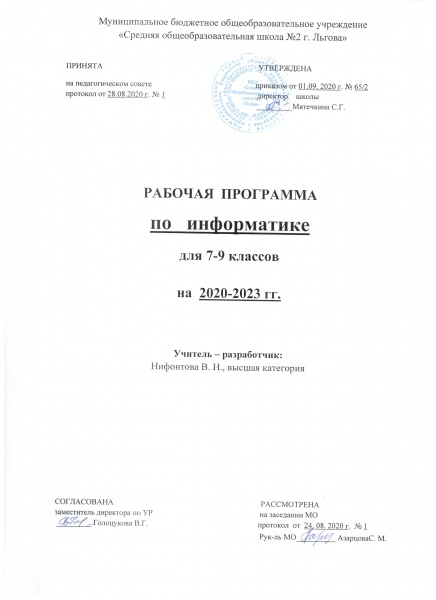 Муниципальное бюджетное общеобразовательное учреждение
«Средняя общеобразовательная школа №2 г. Льгова»
ПРИНЯТА
на педагогическом совете
протокол от 28.08.2020 г. № 1
УТВЕРЖДЕНА
приказом от 01.09. 2020 г. № 65/2
директор школы
Матечкина С.Г.
РАБОЧАЯ ПРОГРАММА
по информатике
для 7-9 классов
на 2020-2023 гг.
Учитель – разработчик:
Нифонтова В. Н., высшая категория
СОГЛАСОВАНА
заместитель директора по УР
Голоцукова В.Г.
РАССМОТРЕНА
на заседании МО
протокол от 24. 08. 2020 г. № 1
Рук-ль МО АзарцоваС. М.